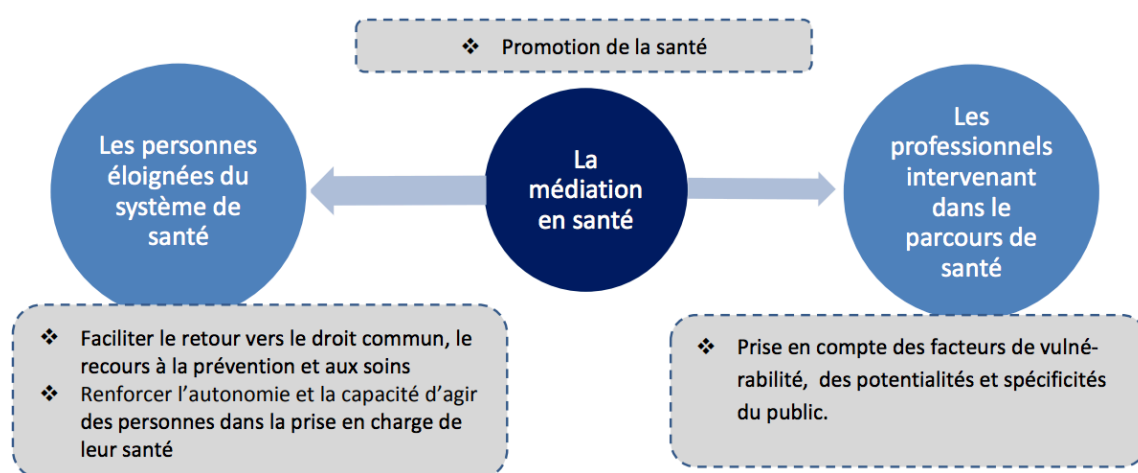 ❖ Promotion de la santé
Les personnes
éloignées du
système de
santé
La
médiation
en santé
Les
professionnels
intervenant
dans le
parcours de
santé
❖ Faciliter le retour vers le droit commun, le
recours à la prévention et aux soins
❖ Renforcer l’autonomie et la capacité d’agir
des personnes dans la prise en charge de
leur santé
❖ Prise en compte des facteurs de vulné-
rabilité, des potentialités et spécificités
du public.